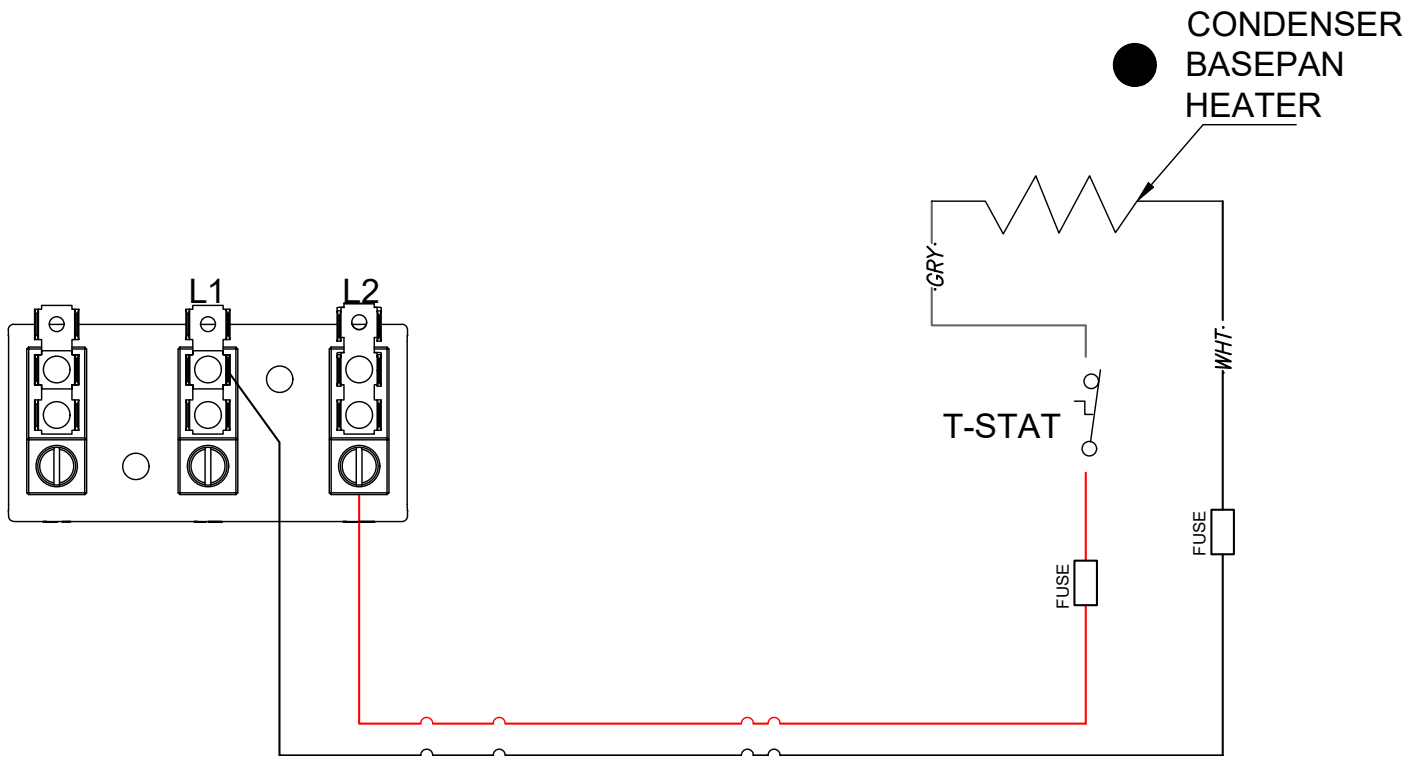 CONDENSER
BASEPAN
HEATER
L1
L2
.GRY.
.WHT.
T-STAT
FUSE
FUSE